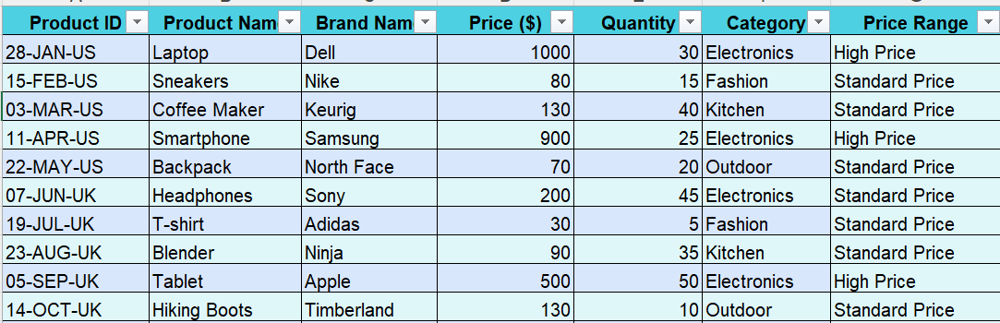 Product ID Product Nam Brand Nam Price ($) Quantity Category Price Range
28-JAN-US Laptop Dell 1000 30 Electronics High Price
15-FEB-US Sneakers Nike 80 15 Fashion Standard Price
03-MAR-US Coffee Maker Keurig 130 40 Kitchen Standard Price
11-APR-US Smartphone Samsung 900 25 Electronics High Price
22-MAY-US Backpack North Face 70 20 Outdoor Standard Price
07-JUN-UK Headphones Sony 200 45 Electronics Standard Price
19-JUL-UK T-shirt Adidas 30 5 Fashion Standard Price
23-AUG-UK Blender Ninja 90 35 Kitchen Standard Price
05-SEP-UK Tablet Apple 500 50 Electronics High Price
14-OCT-UK Hiking Boots Timberland 130 10 Outdoor Standard Price